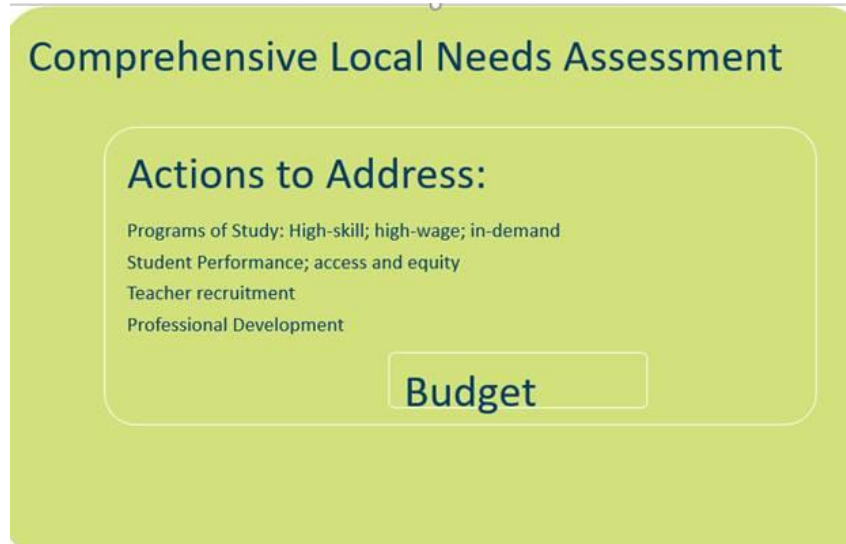 Comprehensive Local Needs Assessment
Actions to Address:
Programs of Study: High-skill; high-wage; in-demand
Student Performance; access and equity
Teacher recruitment
Professional Development
Budget